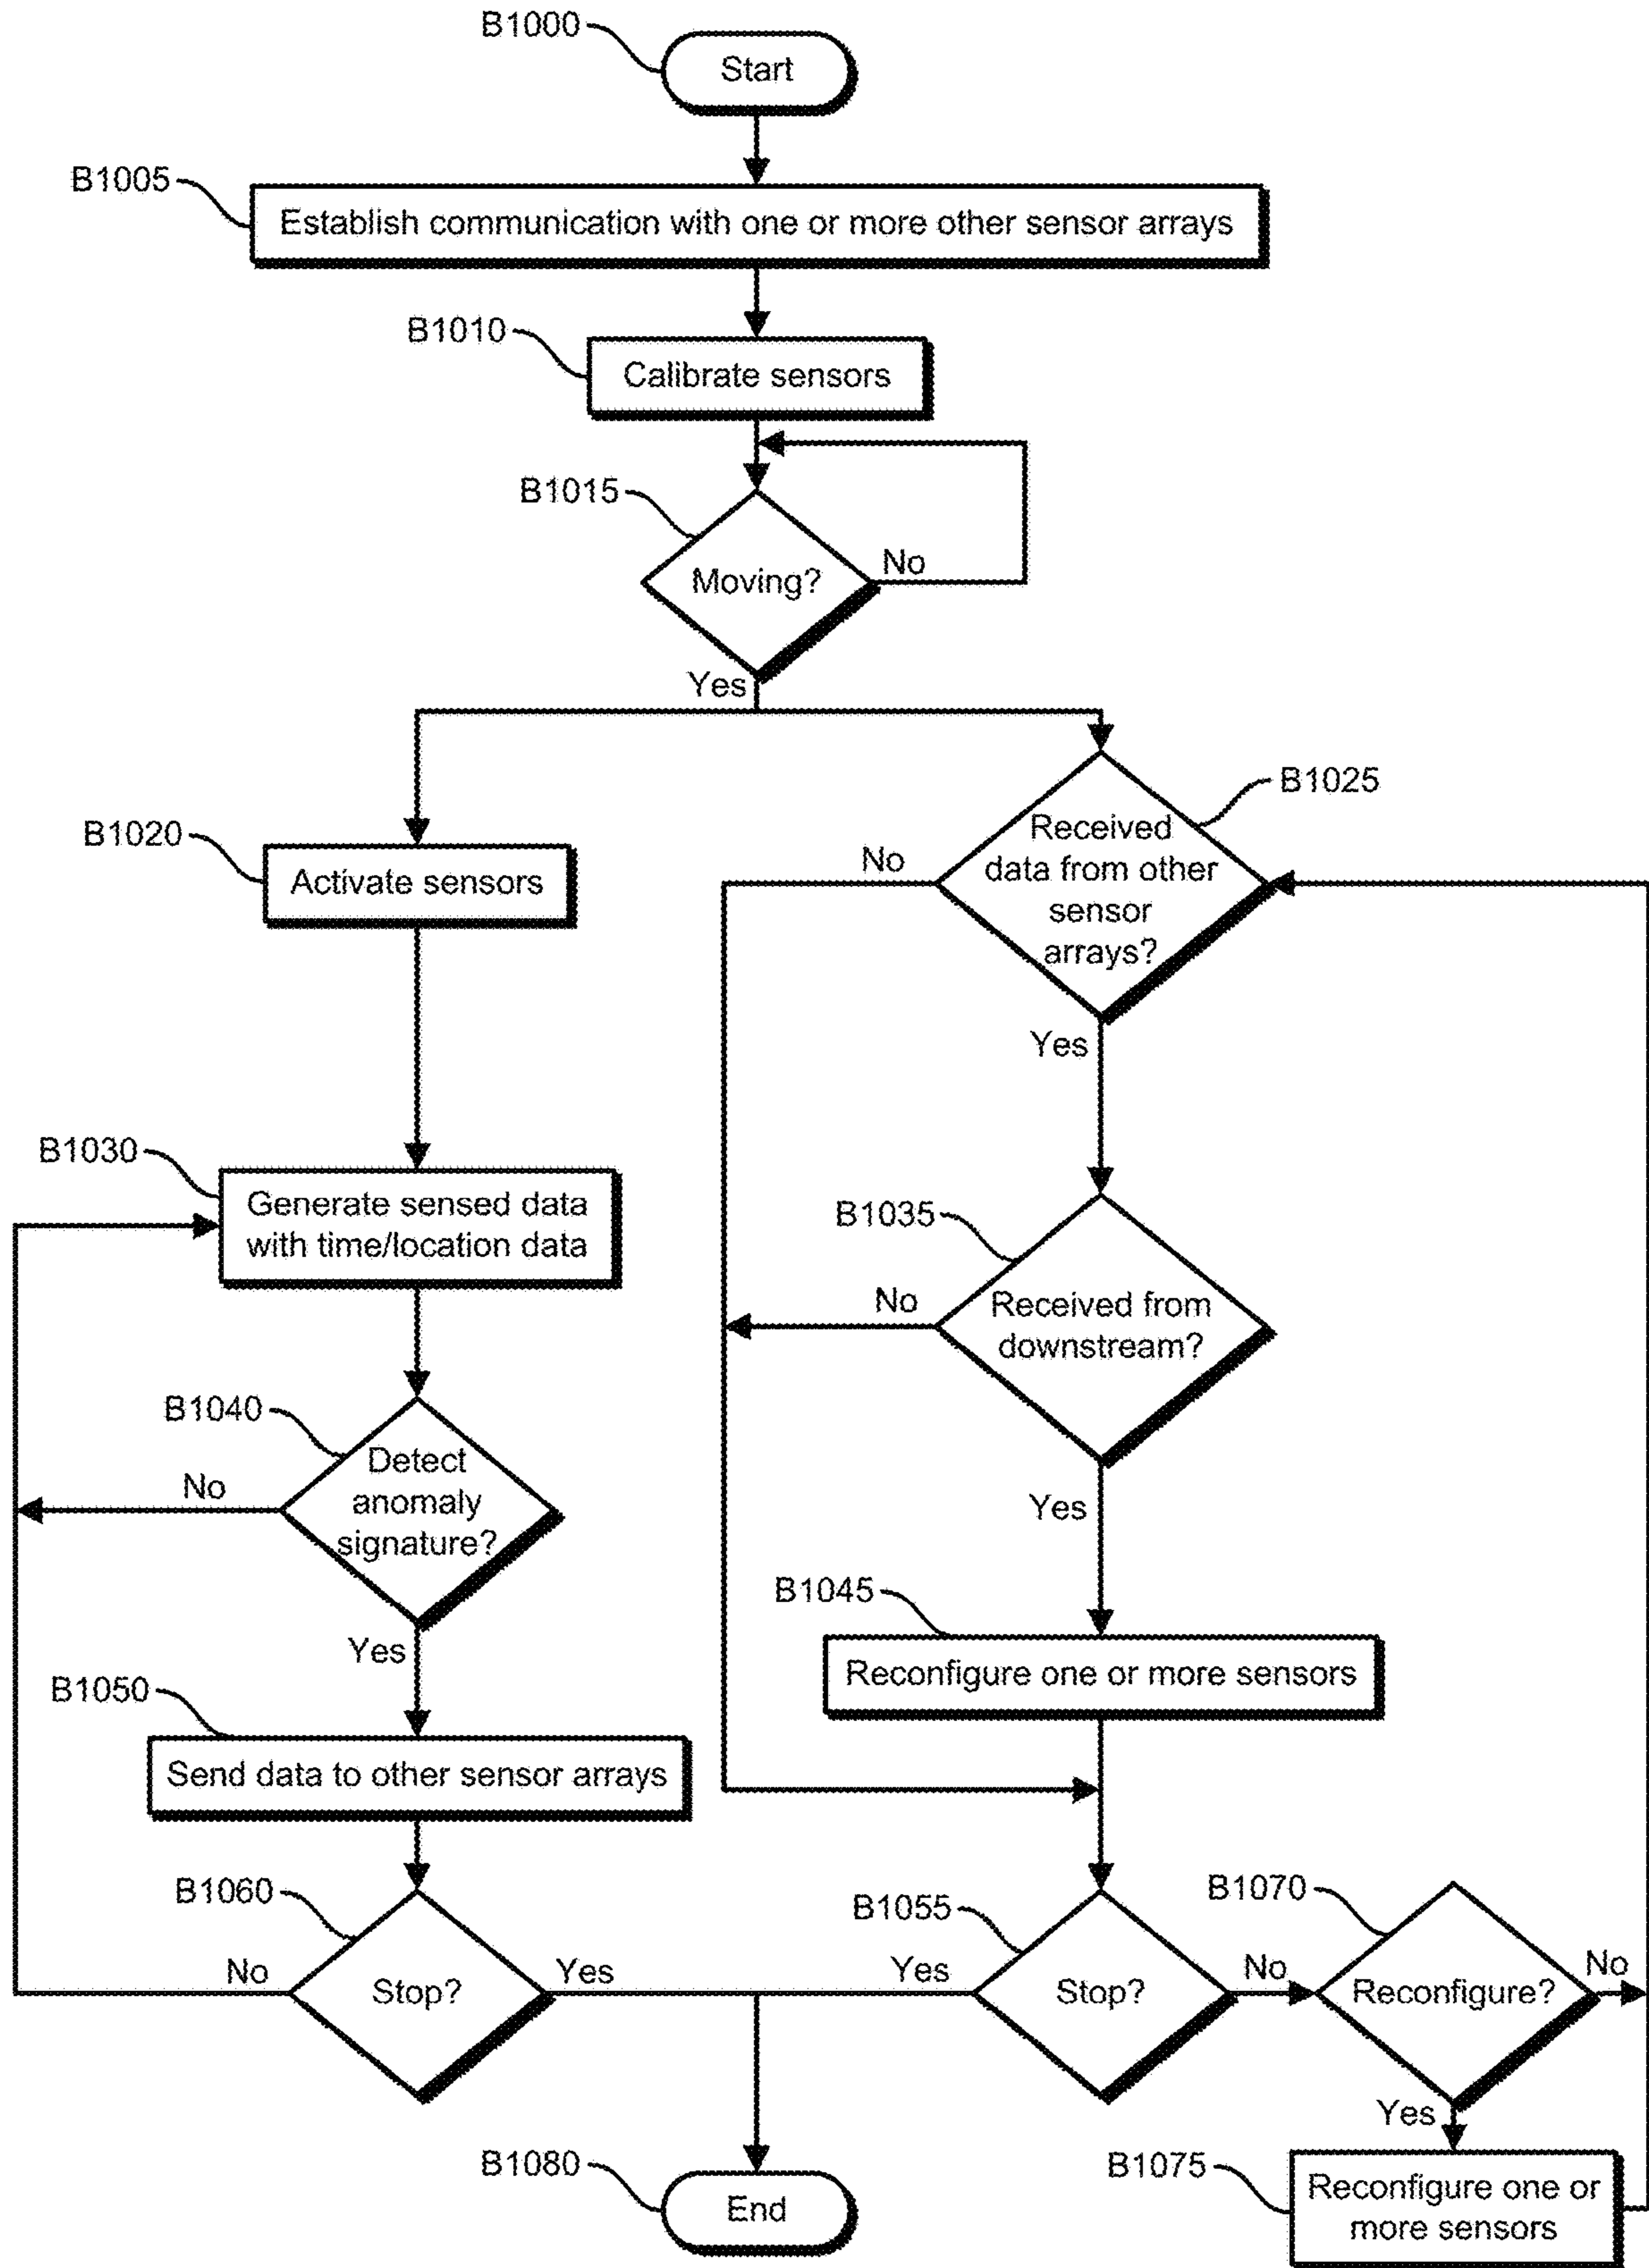 B1000
Start
B1005
Establish communication with one or more other sensor arrays
B1010
Calibrate sensors
B1015
Moving?
No
Yes
B1020
Activate sensors
B1025
Received
data from other
sensor
arrays?
No
Yes
B1030
Generate sensed data
with time/location data
B1035
Received from
downstream?
No
Yes
B1040
Detect
anomaly
signature?
No
Yes
B1045
Reconfigure one or more sensors
B1050
Send data to other sensor arrays
B1060
Stop?
No
Yes
B1055
Stop?
Yes
No
B1070
Reconfigure?
No
Yes
B1075
Reconfigure one or
more sensors
B1080
End